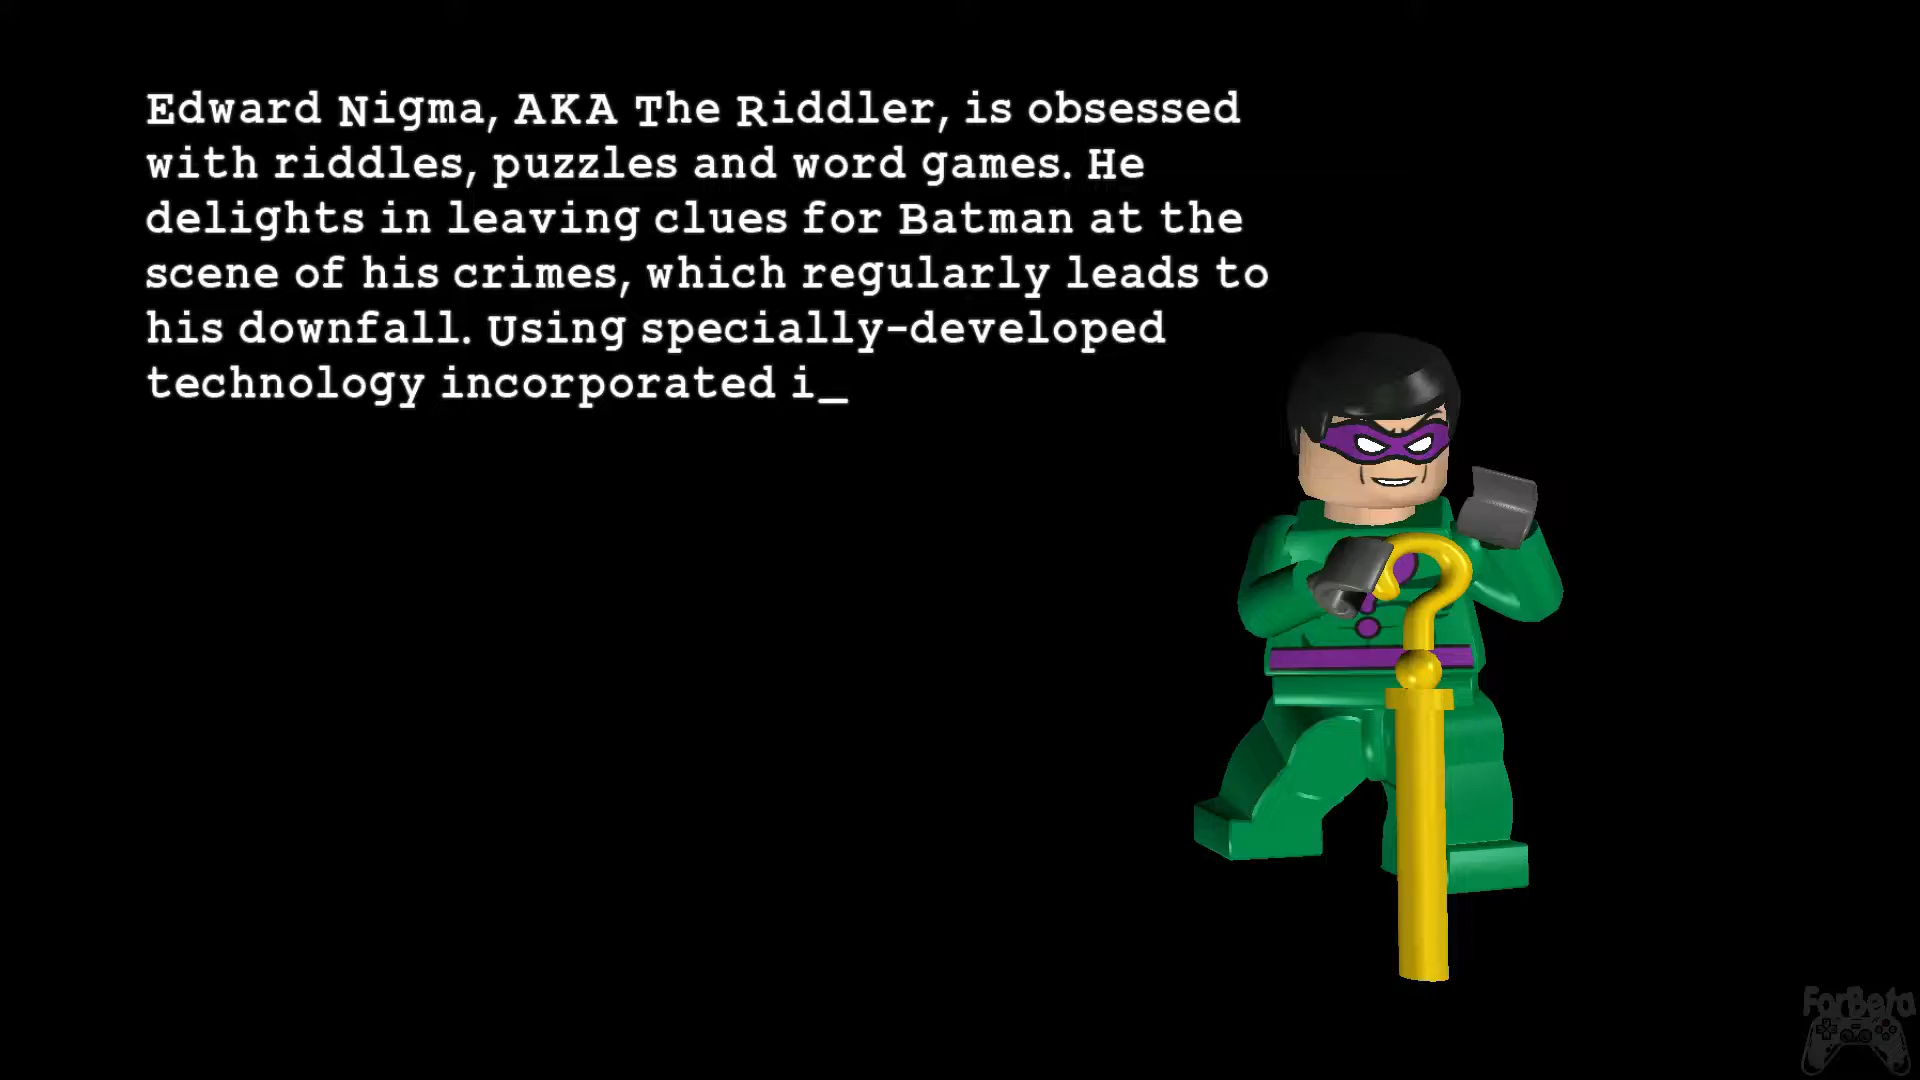 Edward Nigma, AKA The Riddler, is obsessed
with riddles, puzzles and word games. He
delights in leaving clues for Batman at the
scene of his crimes, which regularly leads to
his downfall. Using specially-developed
technology incorporated i_
ForBeta